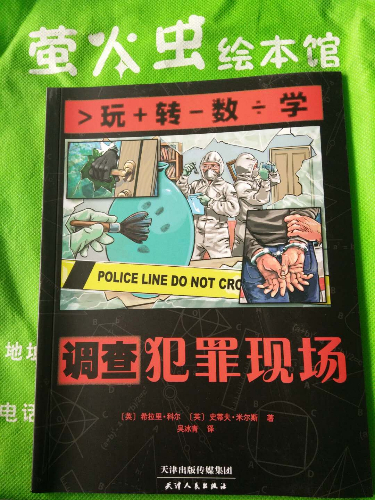 萤火虫绘本馆
>玩+转-数÷学
POLICE LINE DO NOT CRO
调查犯罪现场
〔英〕希拉里·科尔 〔英〕史蒂夫·米尔斯 著
吴冰青 译
天津出版传媒集团
天津人民出版社
地址
电话